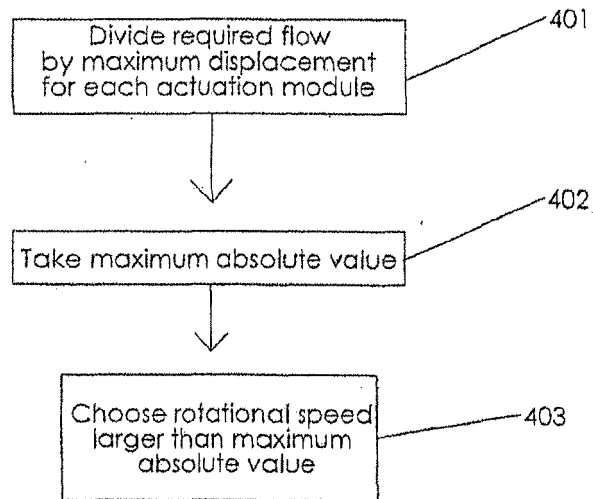 Divide required flow
by maximum displacement
for each actuation module
401
402
Take maximum absolute value
Choose rotational speed
larger than maximum
absolute value
403